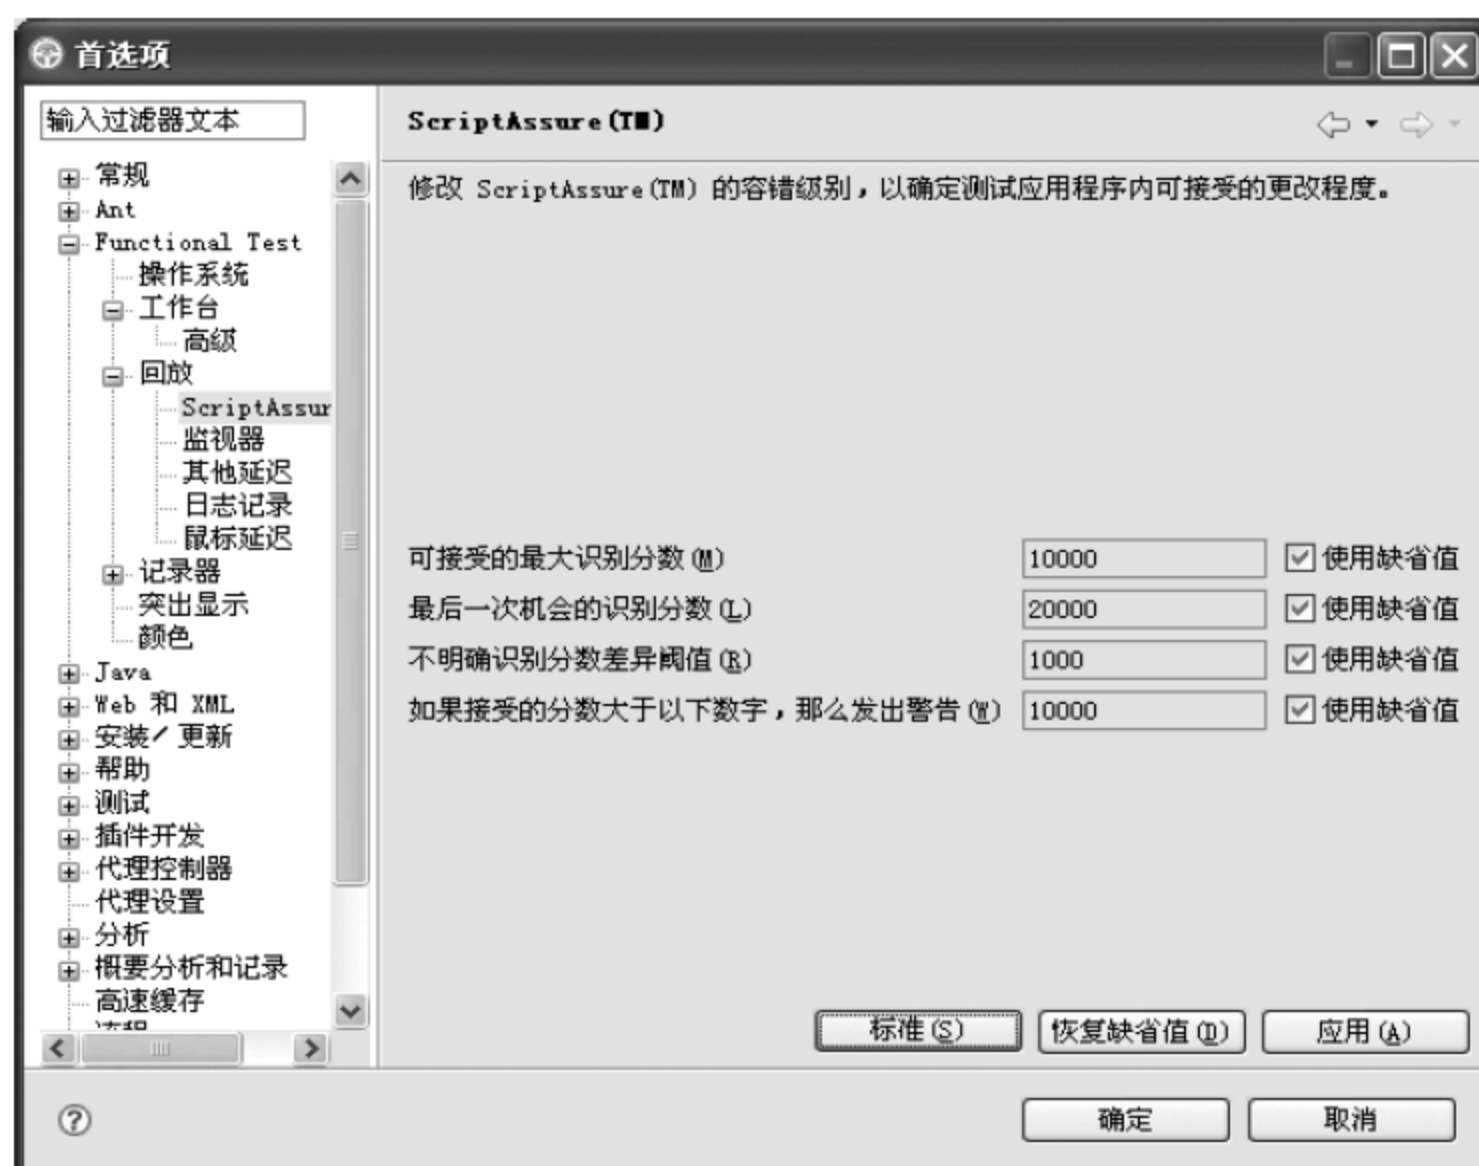 首选项
输入过滤器文本
常规
Ant
Functional Test
操作系统
工作台
高级
回放
ScriptAssur
监视器
其他延迟
日志记录
鼠标延迟
记录器
突出显示
颜色
Java
Web 和 XML
安装/更新
帮助
测试
插件开发
代理控制器
代理设置
分析
概要分析和记录
高速缓存
ScriptAssure(TM)
修改 ScriptAssure(TM) 的容错级别，以确定测试应用程序内可接受的更改程度。
可接受的最大识别分数(M) 10000 使用缺省值
最后一次机会的识别分数(L) 20000 使用缺省值
不明确识别分数差异阈值(R) 1000 使用缺省值
如果接受的分数大于以下数字，那么发出警告(W) 10000 使用缺省值
标准(S) 恢复缺省值(D) 应用(A)
确定 取消